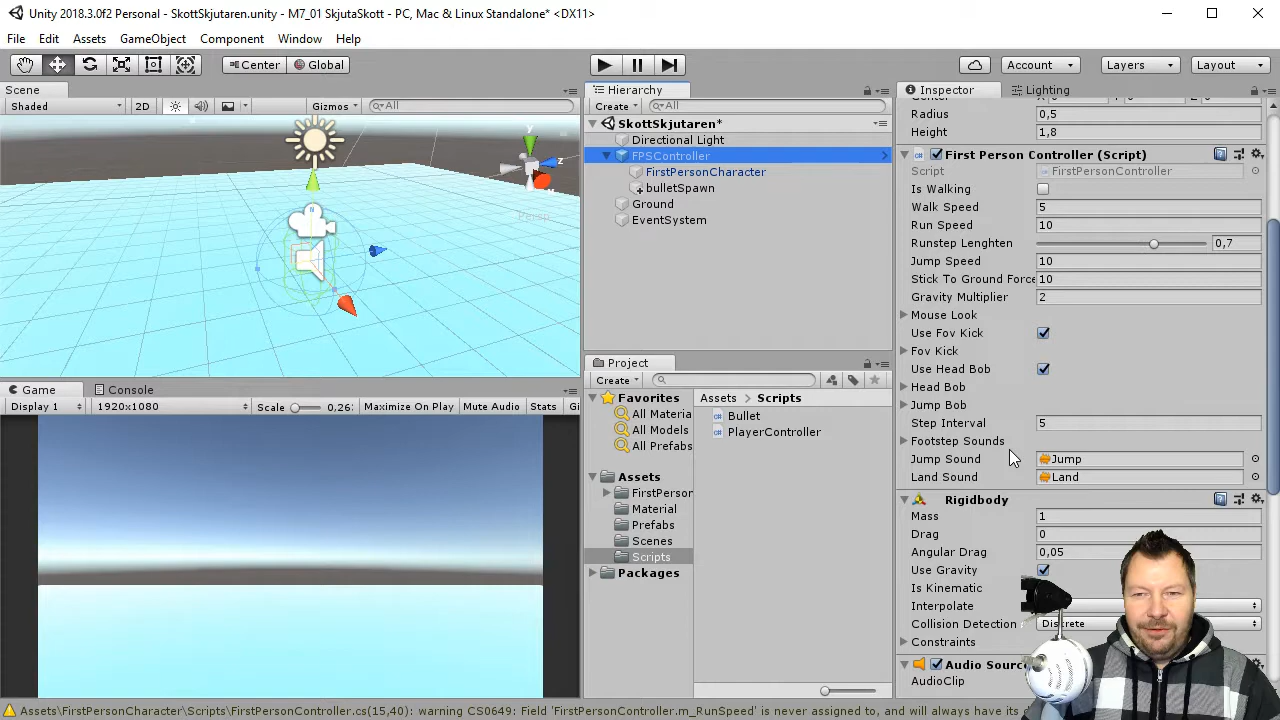 Unity 2018.3.0f2 Personal - SkottSkjutaren.unity - M7_01 SkjutaSkott - PC, Mac & Linux Standalone* <DX11>
File Edit Assets GameObject Component Window Help
Center Global Account Layers Layout
Scene
Shaded 2D Gizmos All
y
z
Persp
Game Console
Display 1 1920x1080 Scale 0,26: Maximize On Play Mute Audio Stats Gi
Hierarchy
Create All
SkottSkjutaren*
Directional Light
FPSController
FirstPersonCharacter
bulletSpawn
Ground
EventSystem
Project
Create
Favorites
All Materia
All Models
All Prefabs
Assets
FirstPerson
Material
Prefabs
Scenes
Scripts
Packages
Assets Scripts
Bullet
PlayerController
Inspector Lighting
Radius 0,5
Height 1,8
First Person Controller (Script)
Script FirstPersonController
Is Walking
Walk Speed 5
Run Speed 10
Runstep Lenghten 0,7
Jump Speed 10
Stick To Ground Force 10
Gravity Multiplier 2
Mouse Look
Use Fov Kick
Fov Kick
Use Head Bob
Head Bob
Jump Bob
Step Interval 5
Footstep Sounds
Jump Sound Jump
Land Sound Land
Rigidbody
Mass 1
Drag 0
Angular Drag 0,05
Use Gravity
Is Kinematic
Interpolate
Collision Detection Discrete
Constraints
Audio Sourc
AudioClip
Assets\FirstPersonCharacter\Scripts\FirstPersonController.cs(15,40): warning CS0649: Field 'FirstPersonController.m_RunSpeed' is never assigned to, and will always have its d